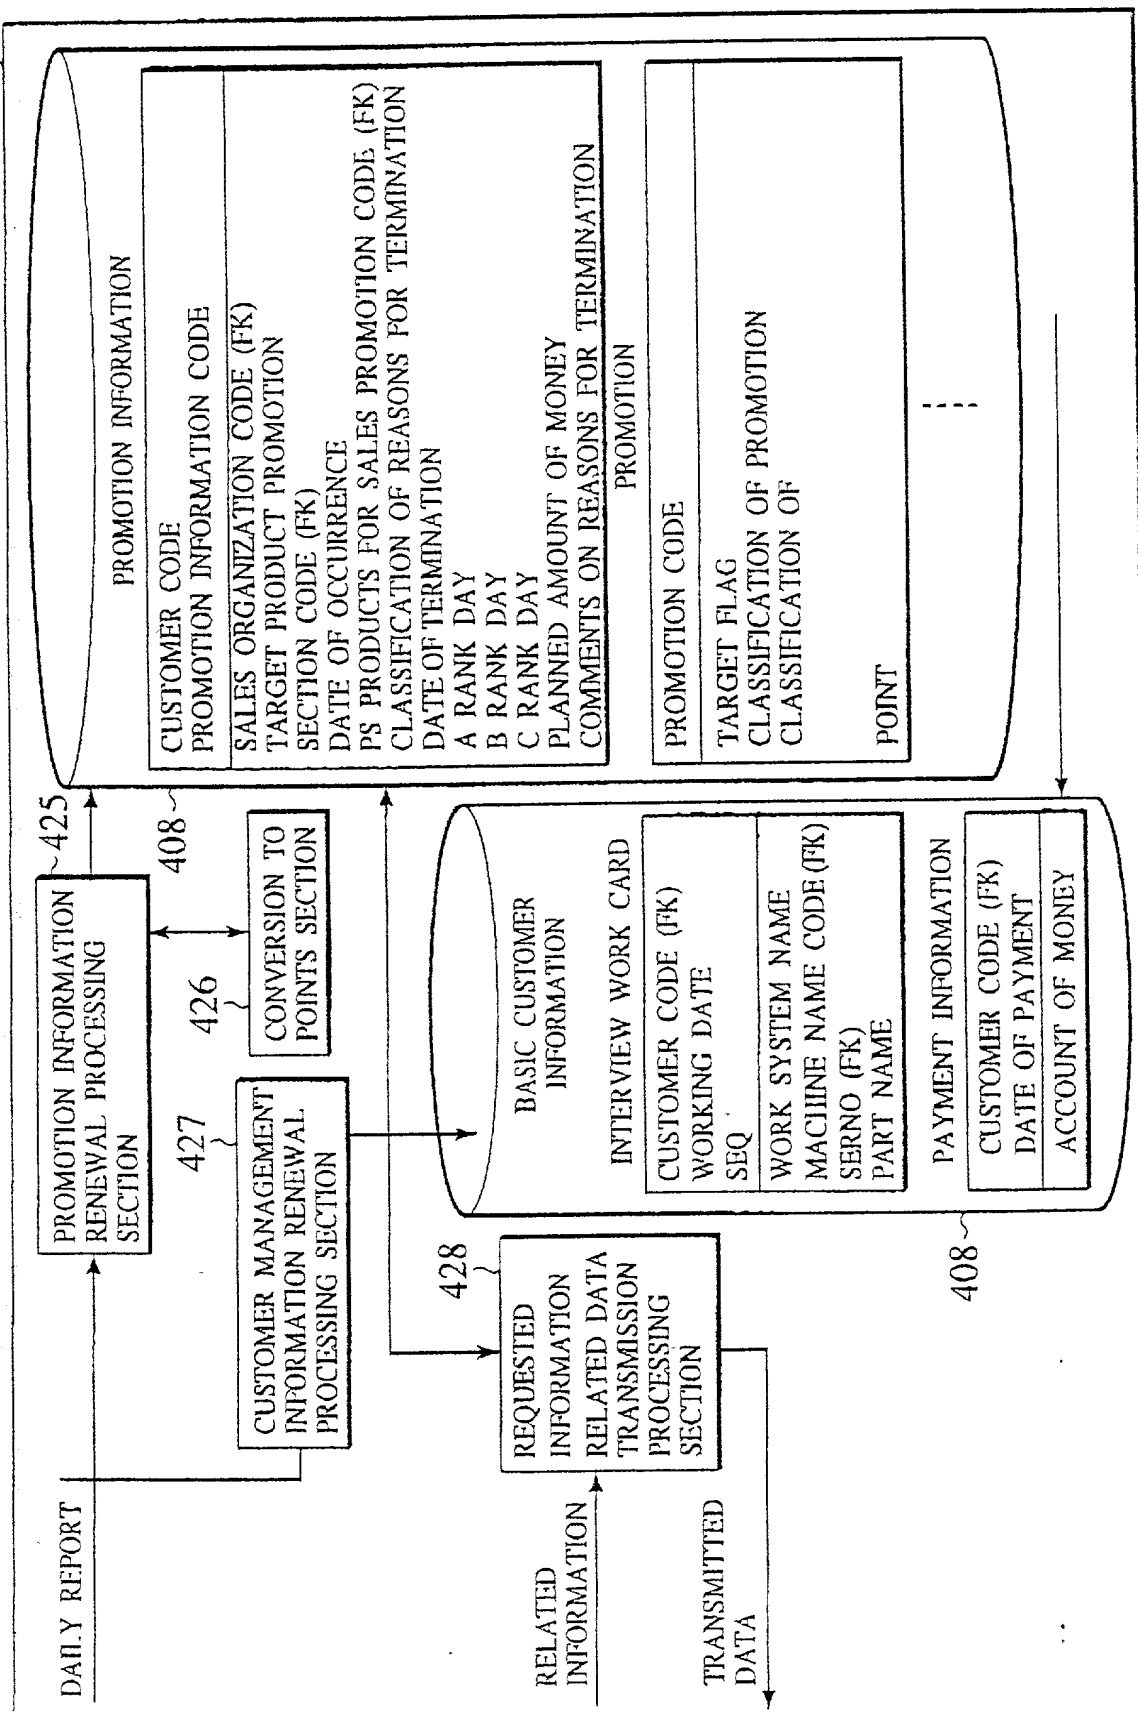 DAILY REPORT
PROMOTION INFORMATION
RENEWAL PROCESSING
SECTION
425
CONVERSION TO
POINTS SECTION
426
CUSTOMER MANAGEMENT
INFORMATION RENEWAL
PROCESSING SECTION
427
RELATED
INFORMATION
REQUESTED
INFORMATION
RELATED DATA
TRANSMISSION
PROCESSING
SECTION
428
TRANSMITTED
DATA
408
PROMOTION INFORMATION
CUSTOMER CODE
PROMOTION INFORMATION CODE
SALES ORGANIZATION CODE (FK)
TARGET PRODUCT PROMOTION
SECTION CODE (FK)
DATE OF OCCURRENCE
PS PRODUCTS FOR SALES PROMOTION CODE (FK)
CLASSIFICATION OF REASONS FOR TERMINATION
DATE OF TERMINATION
A RANK DAY
B RANK DAY
C RANK DAY
PLANNED AMOUNT OF MONEY
COMMENTS ON REASONS FOR TERMINATION
PROMOTION
PROMOTION CODE
TARGET FLAG
CLASSIFICATION OF PROMOTION
CLASSIFICATION OF
POINT
BASIC CUSTOMER
INFORMATION
INTERVIEW WORK CARD
CUSTOMER CODE (FK)
WORKING DATE
SEQ
WORK SYSTEM NAME
MACHINE NAME CODE (FK)
SERNO (FK)
PART NAME
PAYMENT INFORMATION
CUSTOMER CODE (FK)
DATE OF PAYMENT
ACCOUNT OF MONEY
408